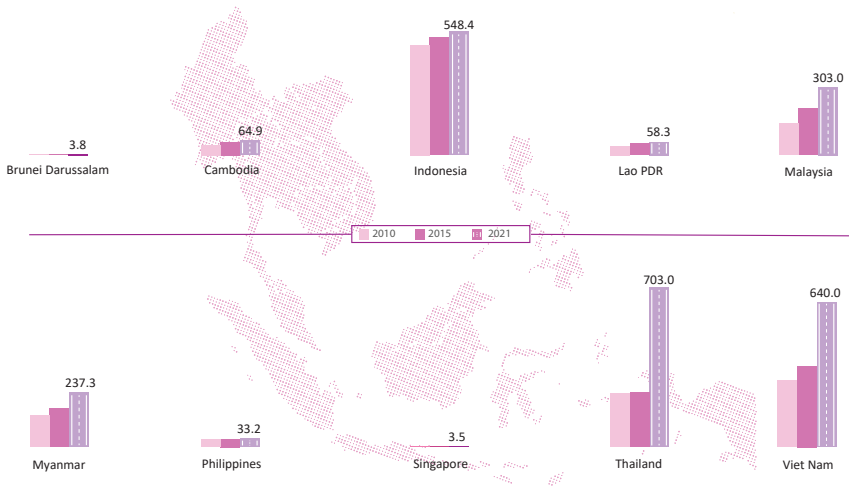 548.4
303.0
64.9
58.3
3.8
Brunei Darussalam
Cambodia
Indonesia
Lao PDR
Malaysia
2010 2015 2021
703.0
640.0
237.3
33.2
3.5
Myanmar
Philippines
Singapore
Thailand
Viet Nam